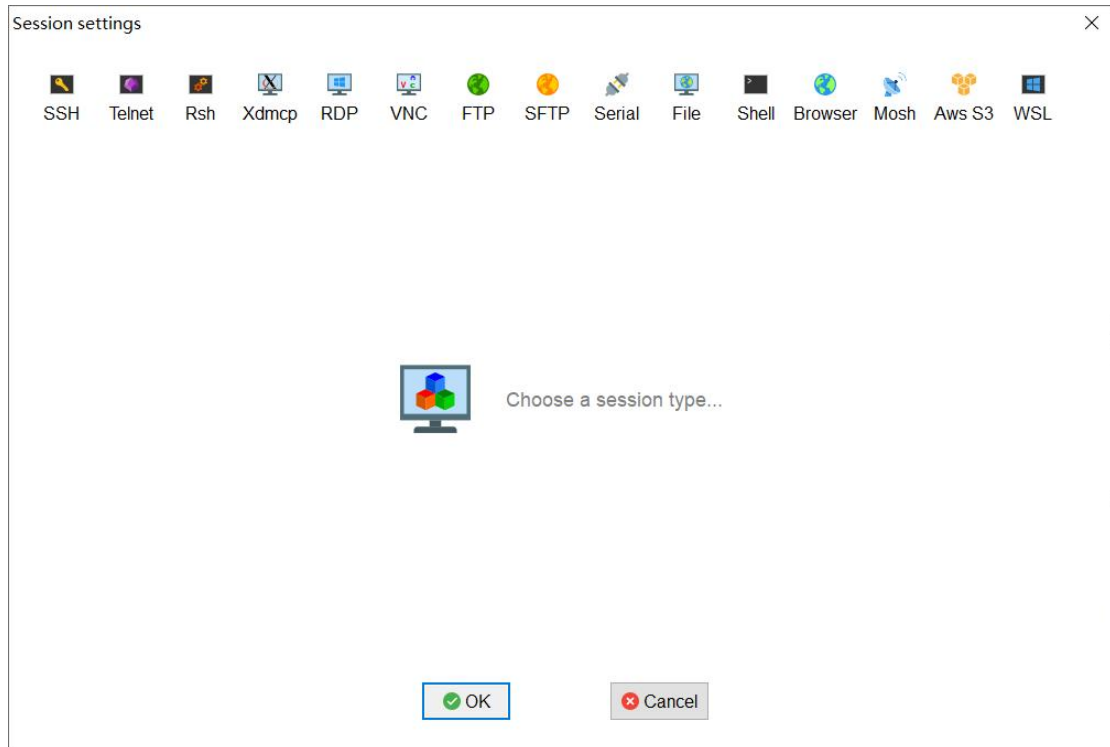 Session settings
SSH Telnet Rsh Xdmcp RDP VNC FTP SFTP Serial File Shell Browser Mosh Aws S3 WSL
Choose a session type...
OK Cancel